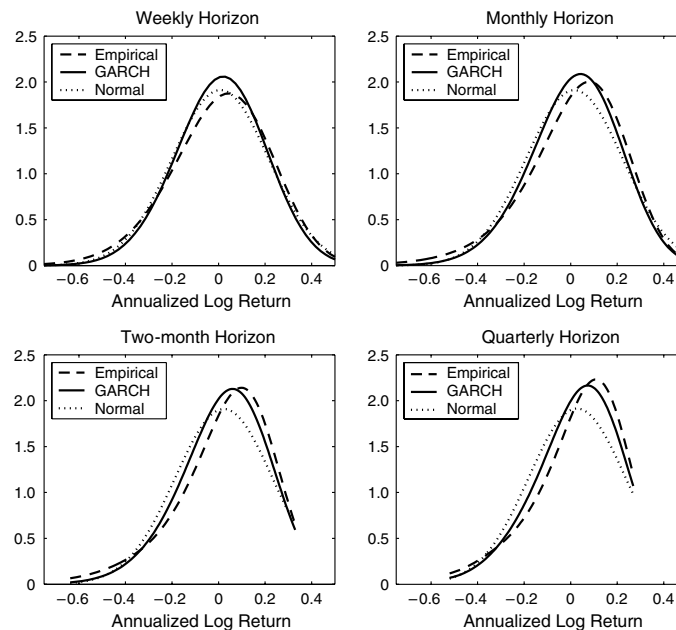 Weekly Horizon
2.5
2.0
1.5
1.0
0.5
0
Empirical
GARCH
Normal
−0.6 −0.4 −0.2 0 0.2 0.4
Annualized Log Return
Monthly Horizon
2.5
2.0
1.5
1.0
0.5
0
Empirical
GARCH
Normal
−0.6 −0.4 −0.2 0 0.2 0.4
Annualized Log Return
Two-month Horizon
2.5
2.0
1.5
1.0
0.5
0
Empirical
GARCH
Normal
−0.6 −0.4 −0.2 0 0.2 0.4
Annualized Log Return
Quarterly Horizon
2.5
2.0
1.5
1.0
0.5
0
Empirical
GARCH
Normal
−0.6 −0.4 −0.2 0 0.2 0.4
Annualized Log Return